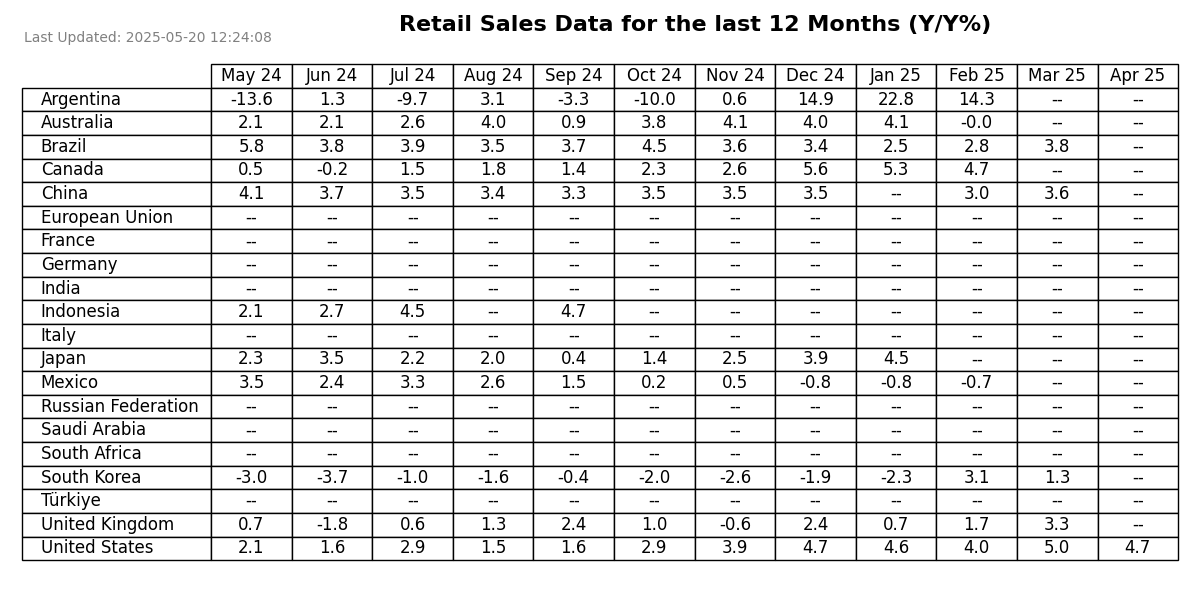 Retail Sales Data for the last 12 Months (Y/Y%)
Last Updated: 2025-05-20 12:24:08
May 24 Jun 24 Jul 24 Aug 24 Sep 24 Oct 24 Nov 24 Dec 24 Jan 25 Feb 25 Mar 25 Apr 25
Argentina -13.6 1.3 -9.7 3.1 -3.3 -10.0 0.6 14.9 22.8 14.3 -- --
Australia 2.1 2.1 2.6 4.0 0.9 3.8 4.1 4.0 4.1 -0.0 -- --
Brazil 5.8 3.8 3.9 3.5 3.7 4.5 3.6 3.4 2.5 2.8 3.8 --
Canada 0.5 -0.2 1.5 1.8 1.4 2.3 2.6 5.6 5.3 4.7 -- --
China 4.1 3.7 3.5 3.4 3.3 3.5 3.5 3.5 -- 3.0 3.6 --
European Union -- -- -- -- -- -- -- -- -- -- -- --
France -- -- -- -- -- -- -- -- -- -- -- --
Germany -- -- -- -- -- -- -- -- -- -- -- --
India -- -- -- -- -- -- -- -- -- -- -- --
Indonesia 2.1 2.7 4.5 -- 4.7 -- -- -- -- -- -- --
Italy -- -- -- -- -- -- -- -- -- -- -- --
Japan 2.3 3.5 2.2 2.0 0.4 1.4 2.5 3.9 4.5 -- -- --
Mexico 3.5 2.4 3.3 2.6 1.5 0.2 0.5 -0.8 -0.8 -0.7 -- --
Russian Federation -- -- -- -- -- -- -- -- -- -- -- --
Saudi Arabia -- -- -- -- -- -- -- -- -- -- -- --
South Africa -- -- -- -- -- -- -- -- -- -- -- --
South Korea -3.0 -3.7 -1.0 -1.6 -0.4 -2.0 -2.6 -1.9 -2.3 3.1 1.3 --
Türkiye -- -- -- -- -- -- -- -- -- -- -- --
United Kingdom 0.7 -1.8 0.6 1.3 2.4 1.0 -0.6 2.4 0.7 1.7 3.3 --
United States 2.1 1.6 2.9 1.5 1.6 2.9 3.9 4.7 4.6 4.0 5.0 4.7